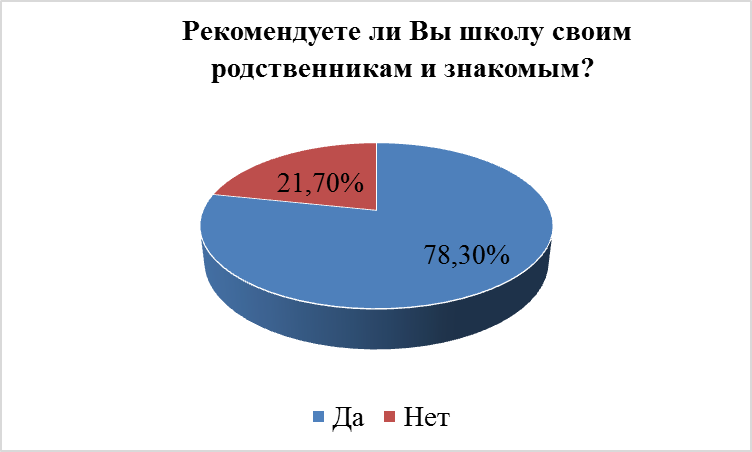 Рекомендуете ли Вы школу своим
родственникам и знакомым?
21,70%
78,30%
Да Нет